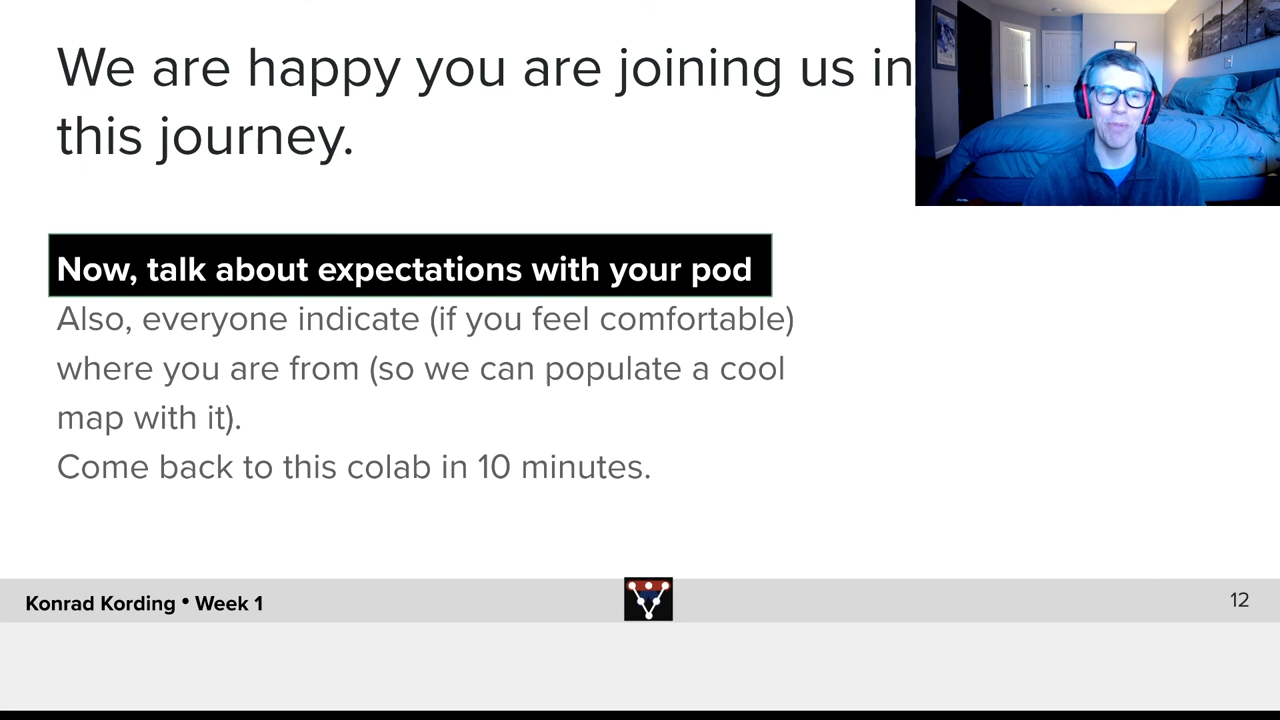 We are happy you are joining us in
this journey.
Now, talk about expectations with your pod
Also, everyone indicate (if you feel comfortable)
where you are from (so we can populate a cool
map with it).
Come back to this colab in 10 minutes.
Konrad Kording • Week 1
12